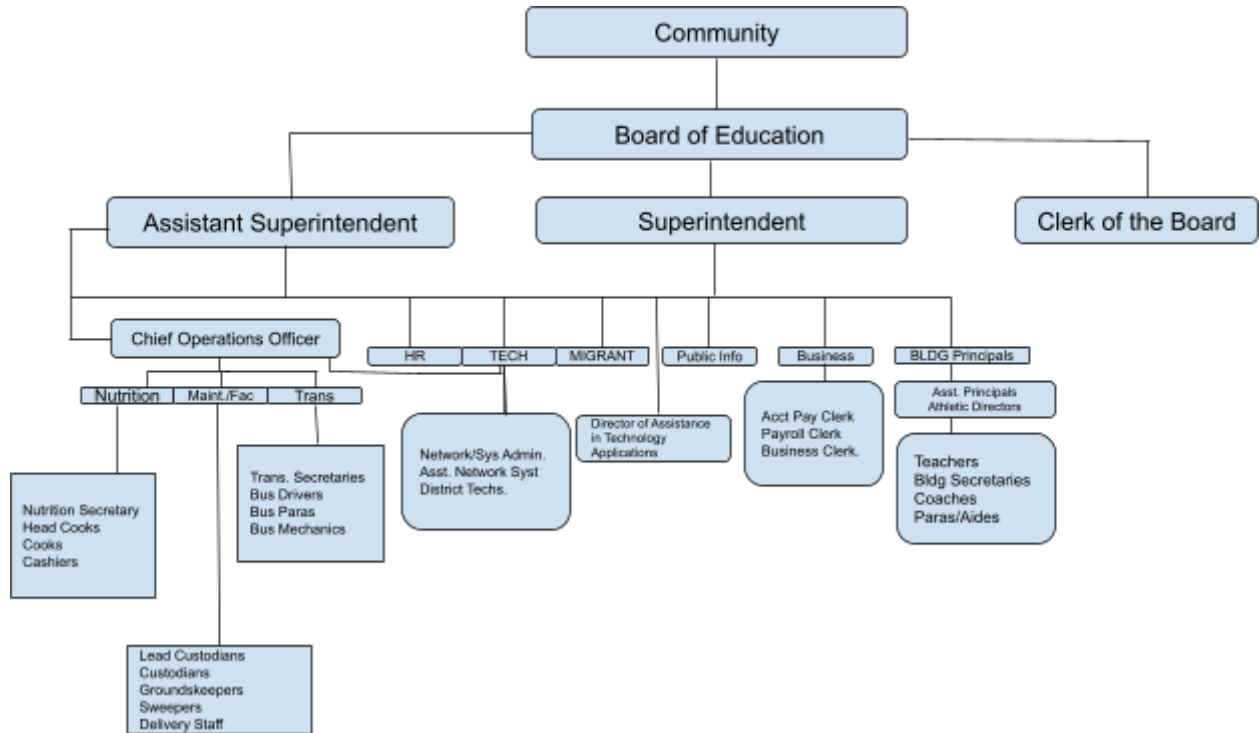 Community
Board of Education
Assistant Superintendent
Superintendent
Clerk of the Board
Chief Operations Officer
HR
TECH
MIGRANT
Public Info
Business
BLDG Principals
Nutrition
Maint./Fac
Trans
Asst. Principals
Athletic Directors
Acct Pay Clerk
Payroll Clerk
Business Clerk.
Director of Assistance
in Technology
Applications
Network/Sys Admin.
Asst. Network Syst
District Techs.
Teachers
Bldg Secretaries
Coaches
Paras/Aides
Trans. Secretaries
Bus Drivers
Bus Paras
Bus Mechanics
Nutrition Secretary
Head Cooks
Cooks
Cashiers
Lead Custodians
Custodians
Groundskeepers
Sweepers
Delivery Staff